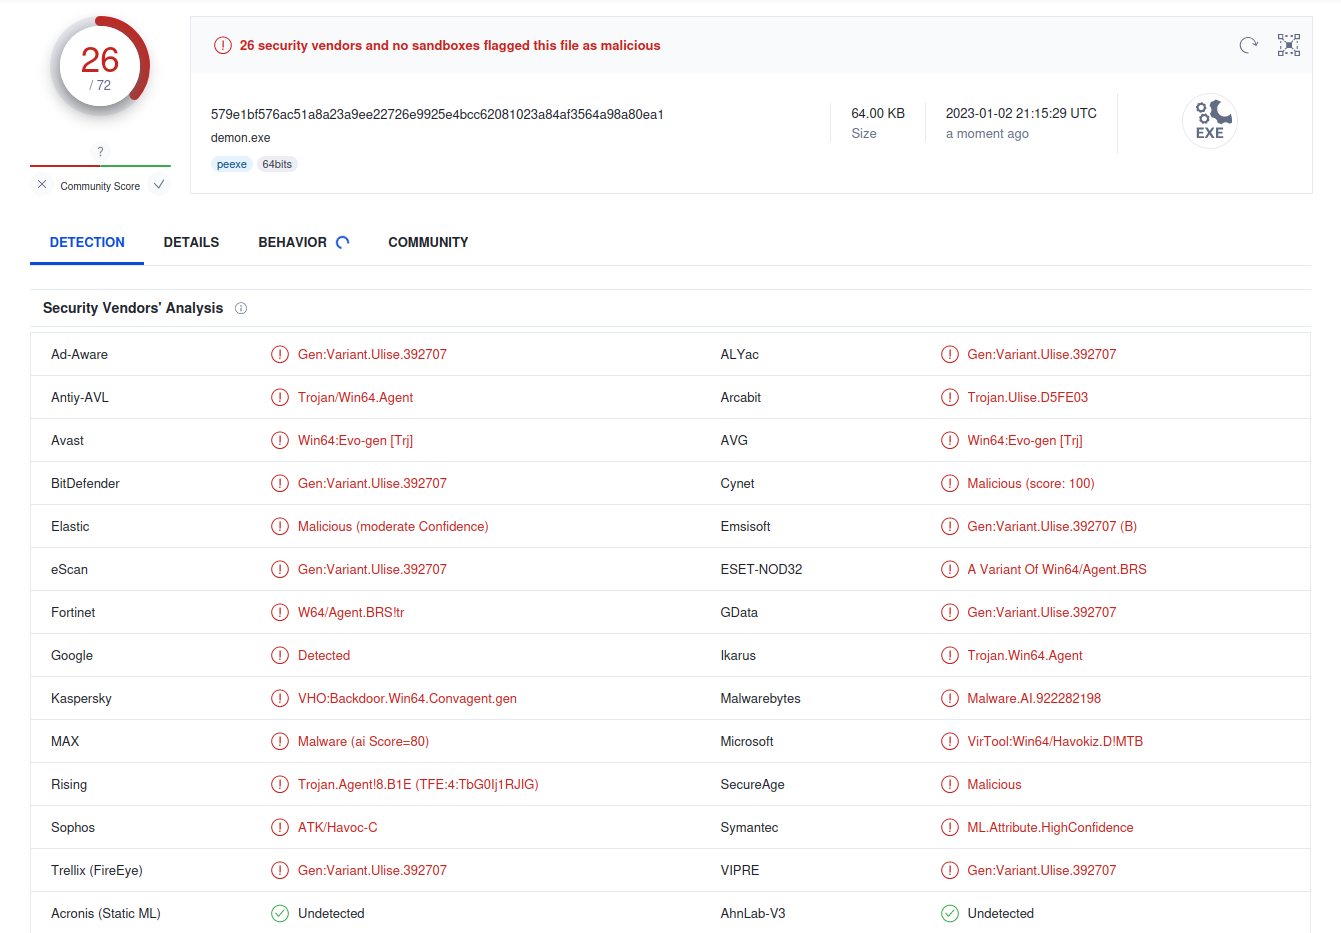 26
/ 72
?
Community Score
26 security vendors and no sandboxes flagged this file as malicious
579e1bf576ac51a8a23a9ee22726e9925e4bcc62081023a84af3564a98a80ea1
demon.exe
peexe 64bits
64.00 KB
Size
2023-01-02 21:15:29 UTC
a moment ago
EXE
DETECTION DETAILS BEHAVIOR COMMUNITY
Security Vendors' Analysis
Ad-Aware Gen:Variant.Ulise.392707 ALYac Gen:Variant.Ulise.392707
Antiy-AVL Trojan/Win64.Agent Arcabit Trojan.Ulise.D5FE03
Avast Win64:Evo-gen [Trj] AVG Win64:Evo-gen [Trj]
BitDefender Gen:Variant.Ulise.392707 Cynet Malicious (score: 100)
Elastic Malicious (moderate Confidence) Emsisoft Gen:Variant.Ulise.392707 (B)
eScan Gen:Variant.Ulise.392707 ESET-NOD32 A Variant Of Win64/Agent.BRS
Fortinet W64/Agent.BRS!tr GData Gen:Variant.Ulise.392707
Google Detected Ikarus Trojan.Win64.Agent
Kaspersky VHO:Backdoor.Win64.Convagent.gen Malwarebytes Malware.AI.922282198
MAX Malware (ai Score=80) Microsoft VirTool:Win64/Havokiz.D!MTB
Rising Trojan.Agent!8.B1E (TFE:4:TbG0Ij1RJIG) SecureAge Malicious
Sophos ATK/Havoc-C Symantec ML.Attribute.HighConfidence
Trellix (FireEye) Gen:Variant.Ulise.392707 VIPRE Gen:Variant.Ulise.392707
Acronis (Static ML) Undetected AhnLab-V3 Undetected